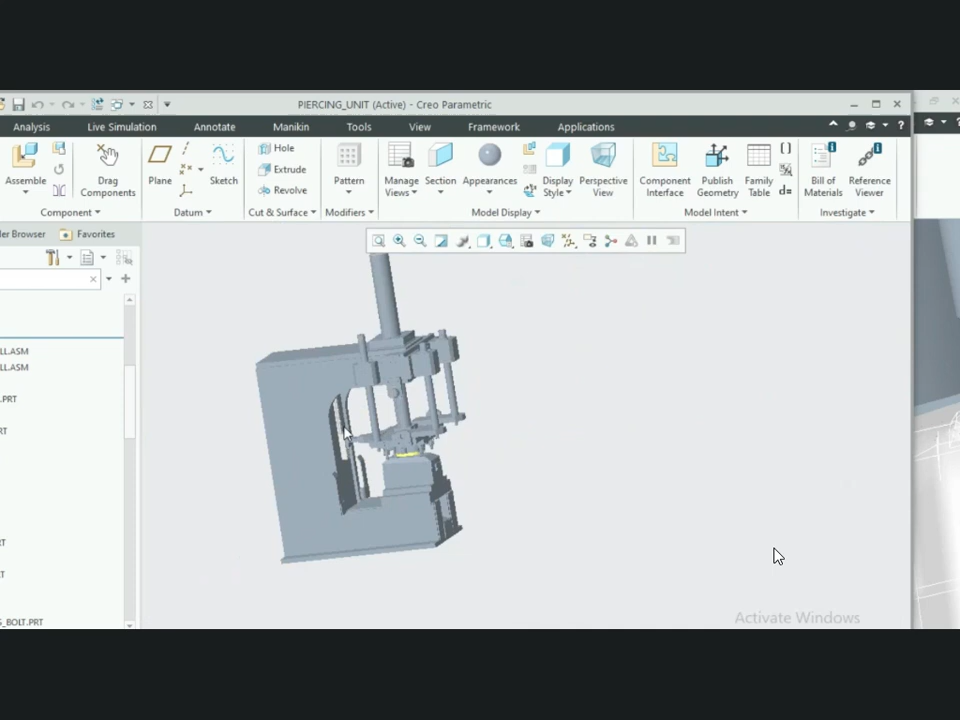 PIERCING_UNIT (Active) - Creo Parametric
Analysis Live Simulation Annotate Manikin Tools View Framework Applications
Hole
Extrude
Revolve
Assemble Drag Components Plane Sketch Pattern Manage Views Section Appearances Display Style Perspective View Component Interface Publish Geometry Family Table Bill of Materials Reference Viewer
Component Datum Cut & Surface Modifiers Model Display Model Intent Investigate
er Browser Favorites
LL.ASM
LL.ASM
.PRT
RT
RT
T
G_BOLT.PRT
Activate Windows